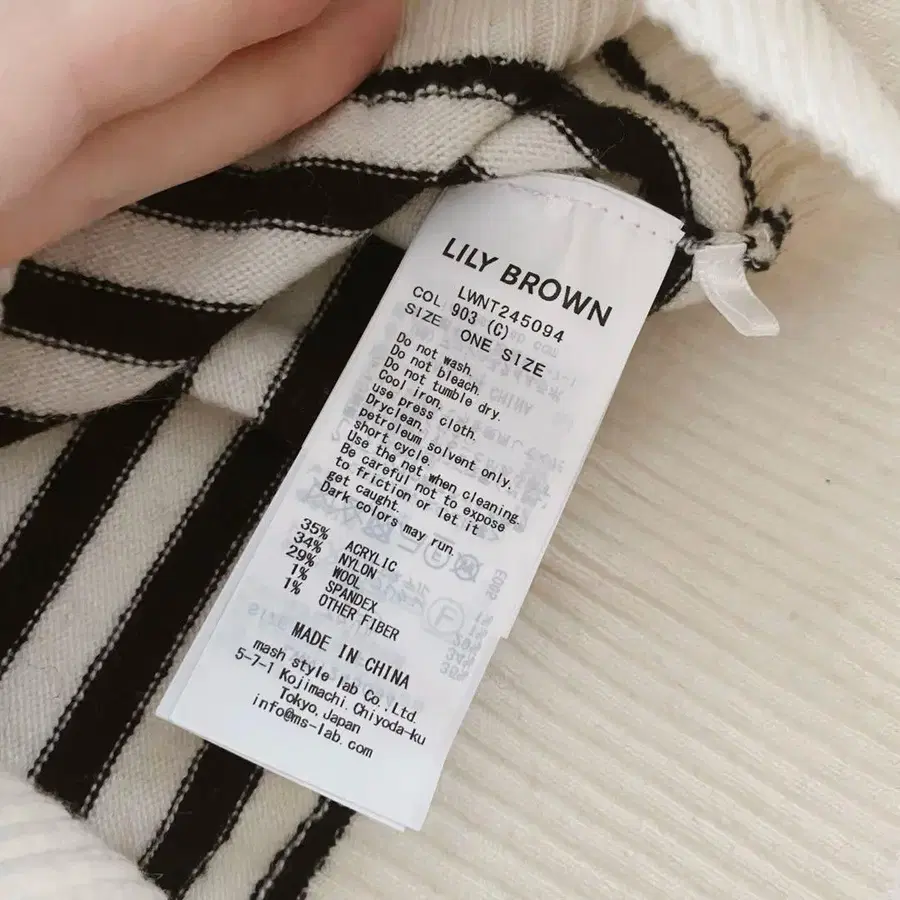 LILY BROWN
LWNT245094
COL 903 (C)
SIZE ONE SIZE
Do not wash.
Do not bleach.
Do not tumble dry.
Cool iron,
use press cloth.
Dryclean,
petroleum solvent only.
short cycle.
Use the net when cleaning.
Be careful not to expose
to friction or let it
get caught.
Dark colors may run.
35% ACRYLIC
34% NYLON
29% WOOL
1% SPANDEX
1% OTHER FIBER
MADE IN CHINA
mash style lab Co.,Ltd.
5-7-1 Kojimachi,Chiyoda-ku
Tokyo,Japan
info@ms-lab.com